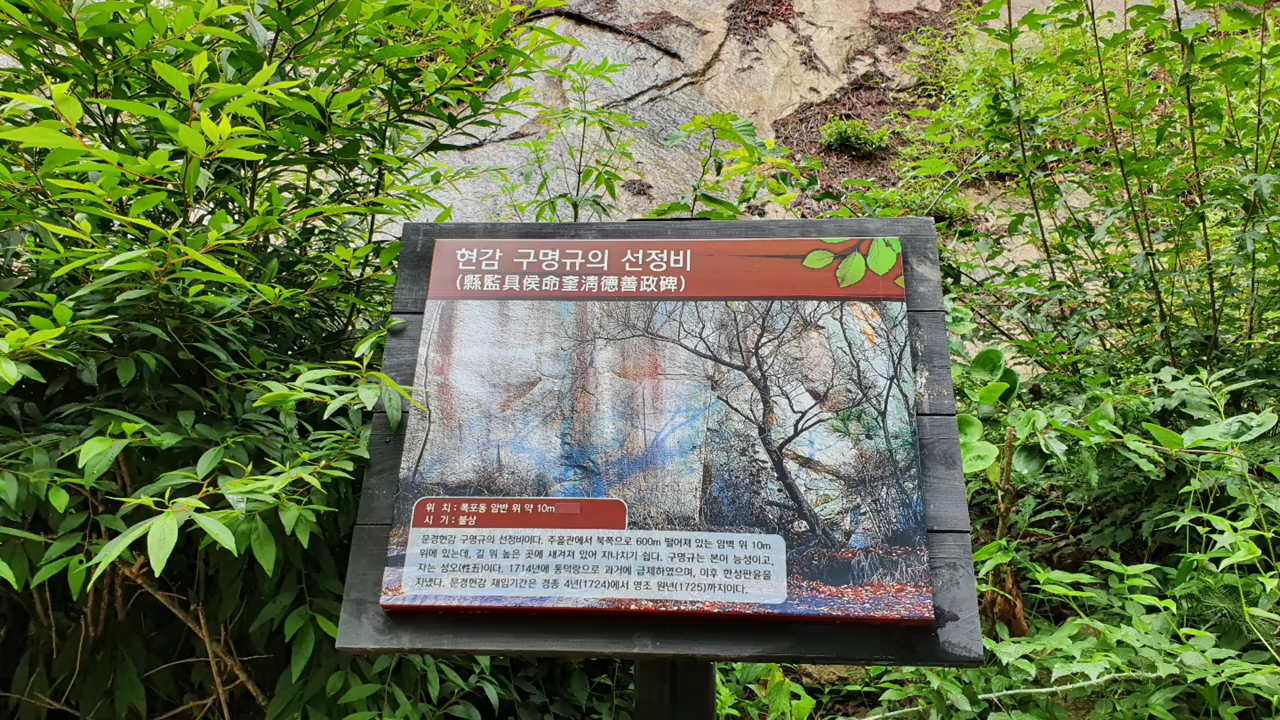 현감 구명규의 선정비
(縣監具侯命奎淸德善政碑)
위 치 : 폭포동 암반 위 약 10m
시 기 : 불상
문경현감 구명규의 선정비이다. 주흘관에서 북쪽으로 600m 떨어져 있는 암벽 위 10m
위에 있는데, 길 위 높은 곳에 새겨져 있어 지나치기 쉽다. 구명규는 본이 능성이고,
자는 성오(性五)이다. 1714년에 통덕랑으로 과거에 급제하였으며, 이후 한성판윤을
지냈다. 문경현감 재임기간은 경종 4년(1724)에서 영조 원년(1725)까지이다.